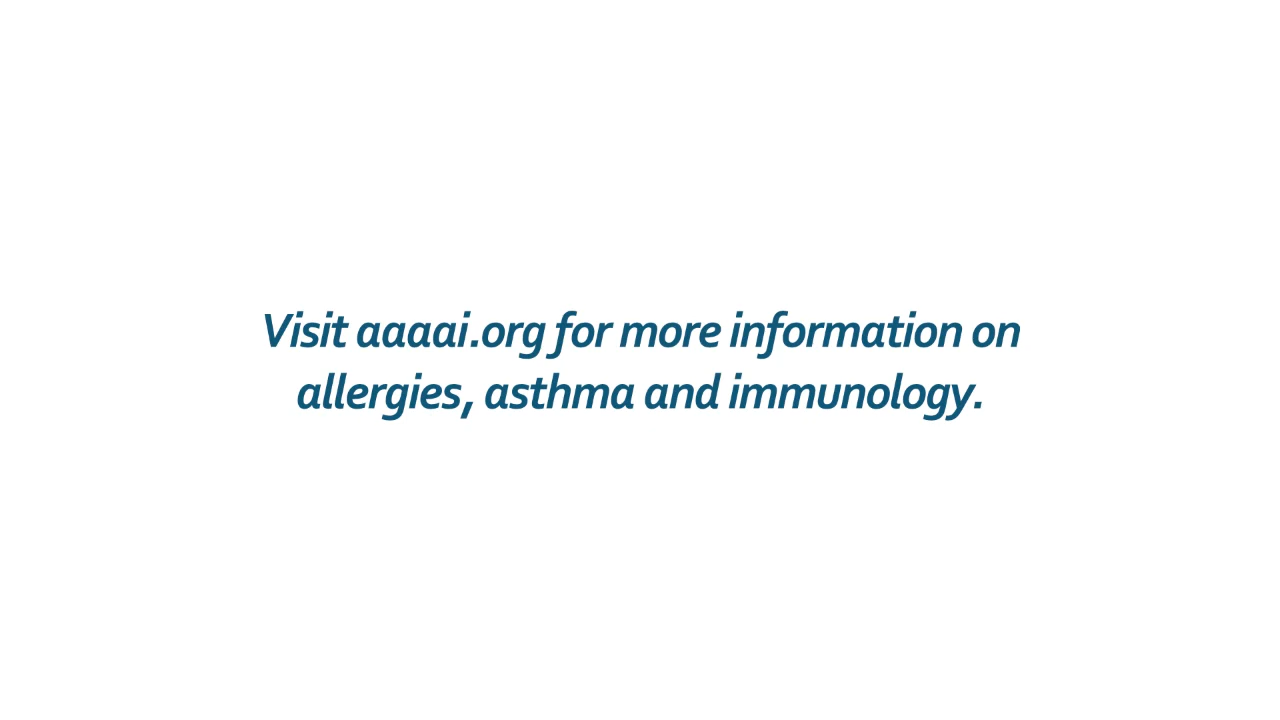 Visit aaaai.org for more information on
allergies, asthma and immunology.